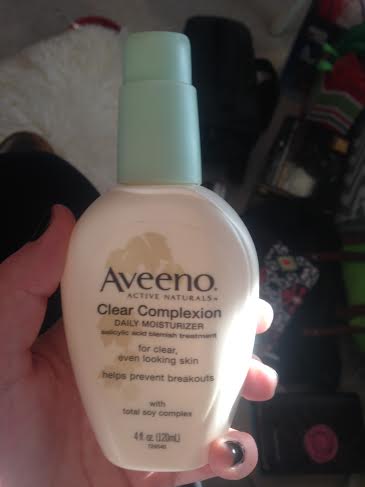 Aveeno.
ACTIVE NATURALS™
Clear Complexion
DAILY MOISTURIZER
salicylic acid blemish treatment
for clear,
even looking skin
helps prevent breakouts
with
total soy complex
4 fl. oz. (120mL)